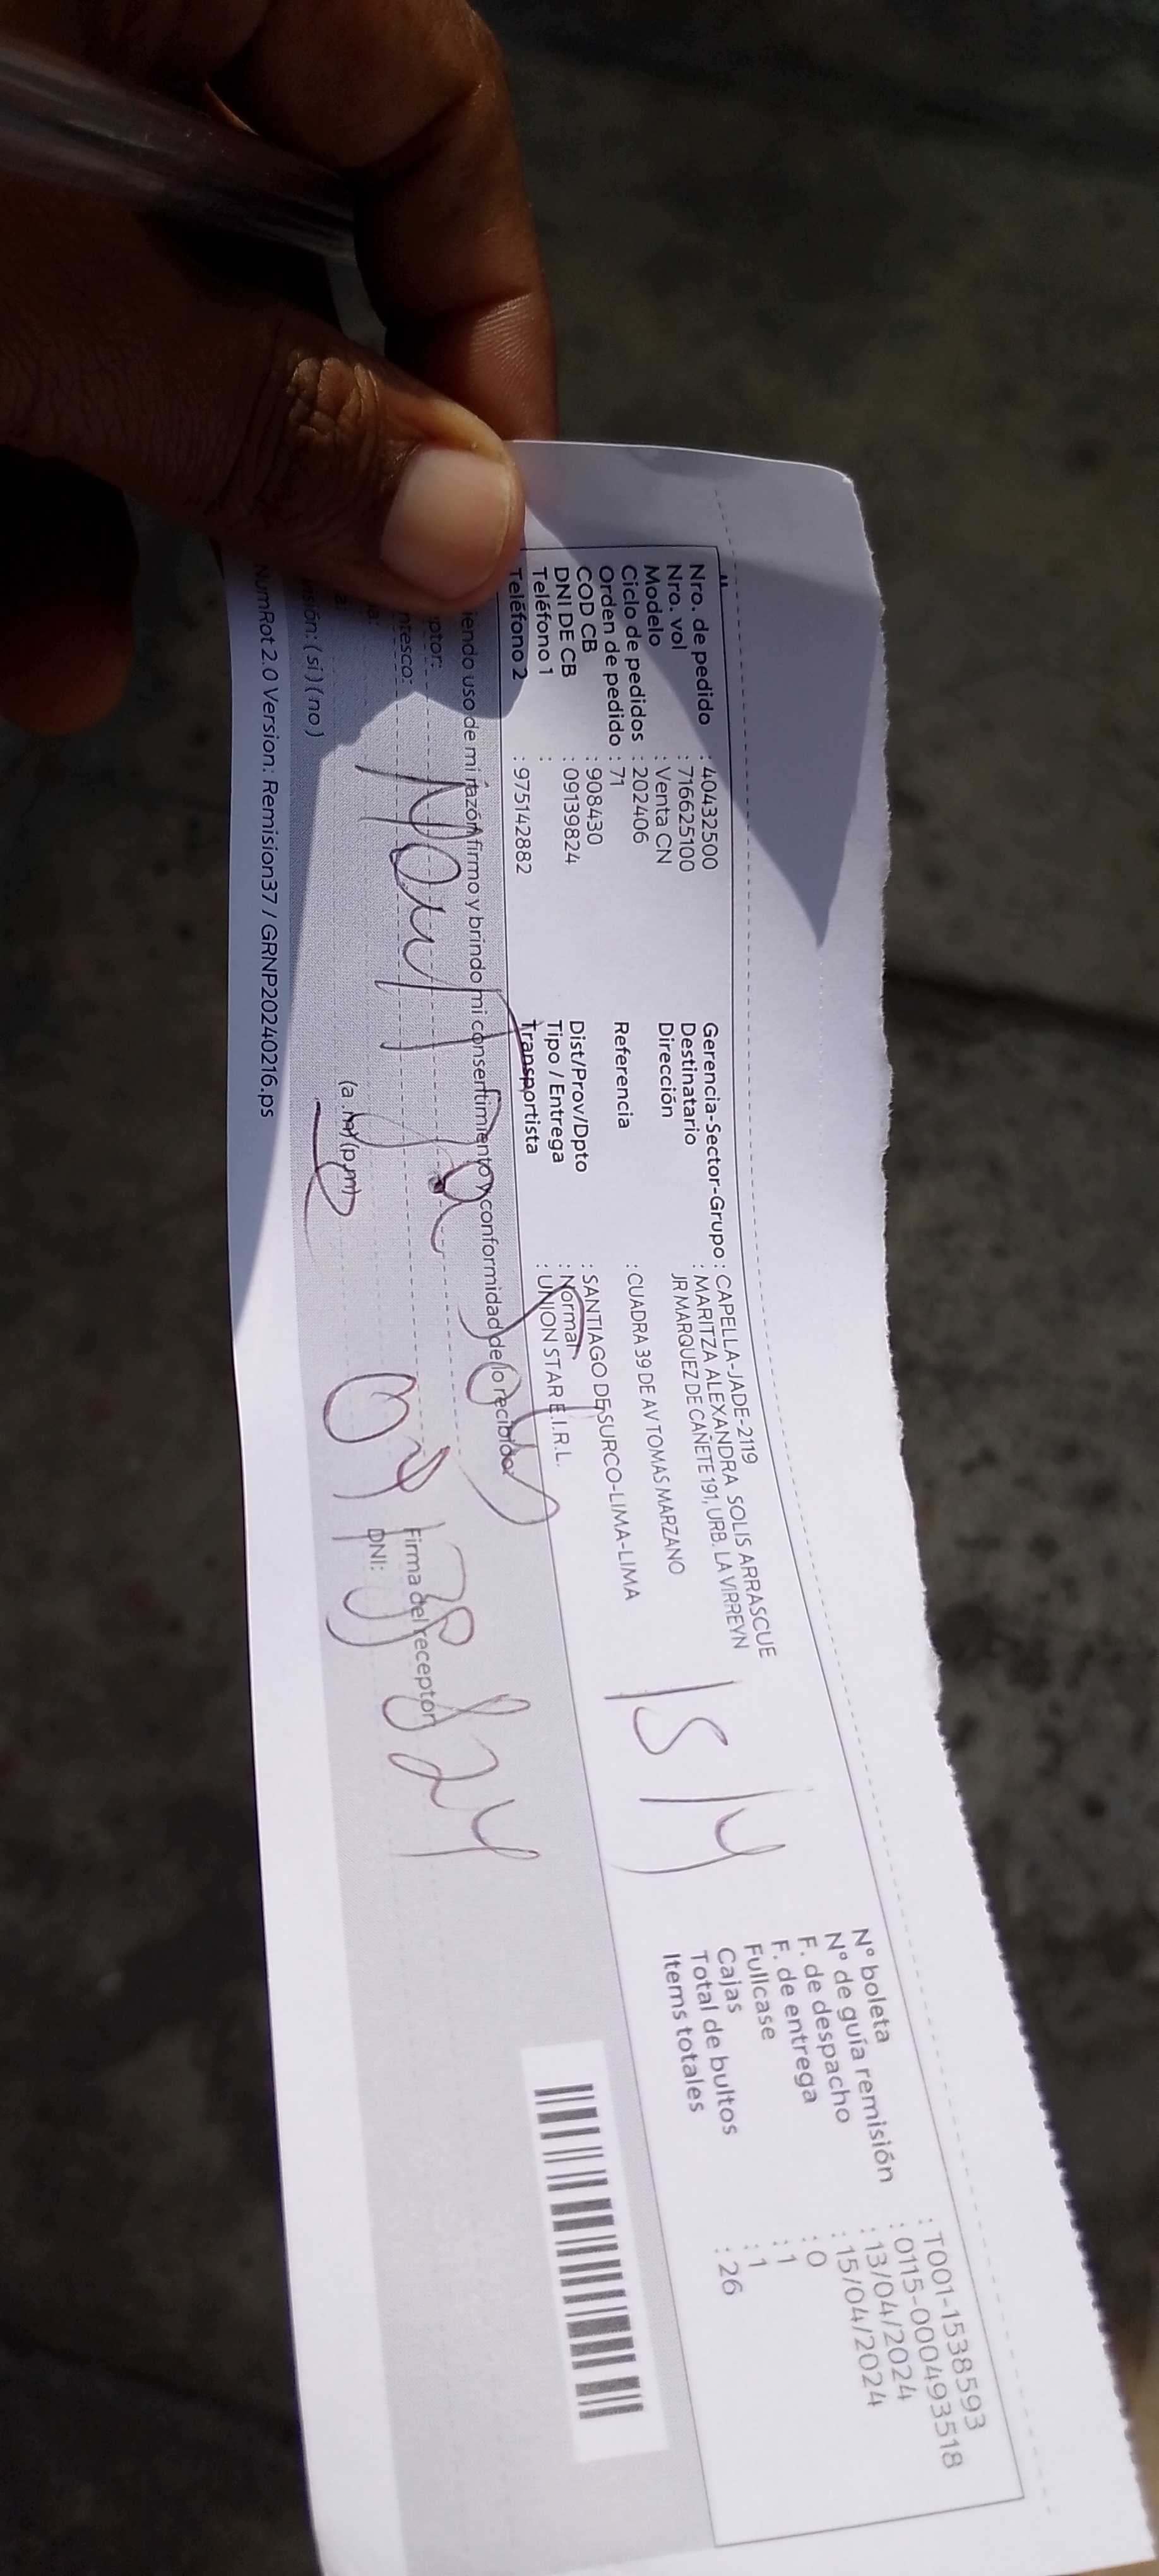 Nro. de pedido : 40432500
Nro. vol : 716625100
Modelo : Venta CN
Ciclo de pedidos : 202406
Orden de pedido : 71
COD CB : 908430
DNI DE CB : 09139824
Teléfono 1 :
Teléfono 2 : 975142882
Gerencia-Sector-Grupo : CAPELLA-JADE-2119
Destinatario : MARITZA ALEXANDRA SOLIS ARRASCUE
Dirección : JR MARQUEZ DE CAÑETE 191, URB. LA VIRREYN
Referencia : CUADRA 39 DE AV TOMAS MARZANO
Dist/Prov/Dpto : SANTIAGO DE SURCO-LIMA-LIMA
Tipo / Entrega : Normal
Transportista : UNION STAR E.I.R.L.
15/4
N° boleta : T001-1538593
N° de guía remisión : 0115-000493518
F. de despacho : 13/04/2024
F. de entrega : 15/04/2024
Fullcase : 0
Cajas : 1
Total de bultos : 1
Items totales : 26
iendo uso de mi razón firmo y brindo mi consentimiento y conformidad de lo recibido
ptor:
ntesco:
a:
a:
(a.m) (p.m)
isión: ( si ) ( no )
Firma del receptor
DNI:
NumRot 2.0 Version: Remision37 / GRNP20240216.ps